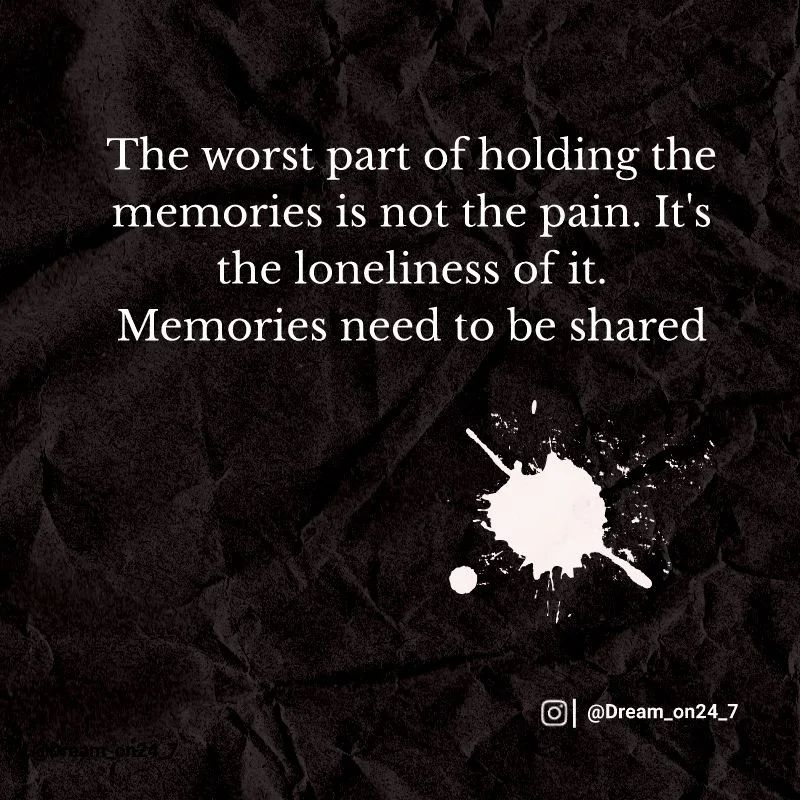 The worst part of holding the
memories is not the pain. It's
the loneliness of it.
Memories need to be shared
@Dream_on24_7
@Dream_on24_7